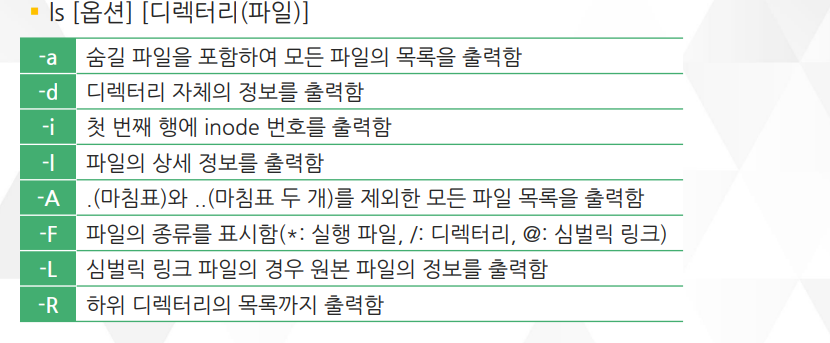 ▪ ls [옵션] [디렉터리(파일)]
-a 숨길 파일을 포함하여 모든 파일의 목록을 출력함
-d 디렉터리 자체의 정보를 출력함
-i 첫 번째 행에 inode 번호를 출력함
-l 파일의 상세 정보를 출력함
-A .(마침표)와 ..(마침표 두 개)를 제외한 모든 파일 목록을 출력함
-F 파일의 종류를 표시함(*: 실행 파일, /: 디렉터리, @: 심벌릭 링크)
-L 심벌릭 링크 파일의 경우 원본 파일의 정보를 출력함
-R 하위 디렉터리의 목록까지 출력함